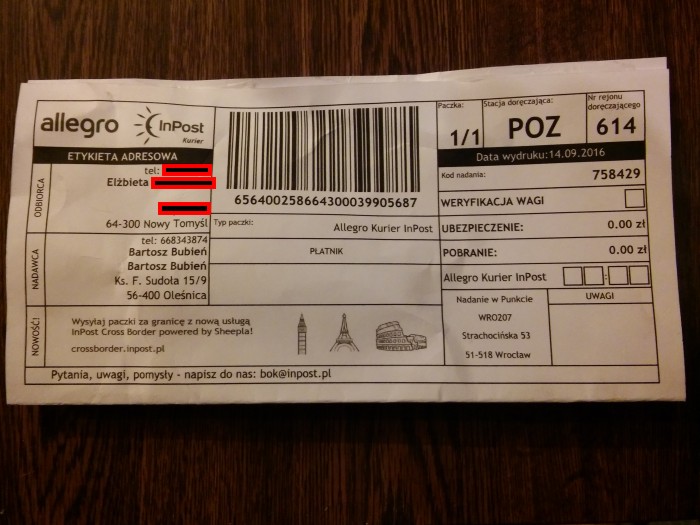 allegro InPost
Kurier
ETYKIETA ADRESOWA
ODBIORCA
tel:
Elżbieta
64-300 Nowy Tomyśl
NADAWCA
tel: 668343874
Bartosz Bubień
Bartosz Bubień
Ks. F. Sudoła 15/9
56-400 Oleśnica
656400258664300039905687
Typ paczki:
Allegro Kurier InPost
PŁATNIK
Paczka:
1/1
Stacja doręczająca:
POZ
Nr rejonu
doręczającego
614
Data wydruku:14.09.2016
Kod nadania:
758429
WERYFIKACJA WAGI
UBEZPIECZENIE: 0.00 zł
POBRANIE: 0.00 zł
Allegro Kurier InPost
Nadanie w Punkcie
WRO207
Strachocińska 53
51-518 Wrocław
UWAGI
NOWOŚĆ!
Wysyłaj paczki za granicę z nową usługą
InPost Cross Border powered by Sheepla!
crossborder.inpost.pl
Pytania, uwagi, pomysły - napisz do nas: bok@inpost.pl